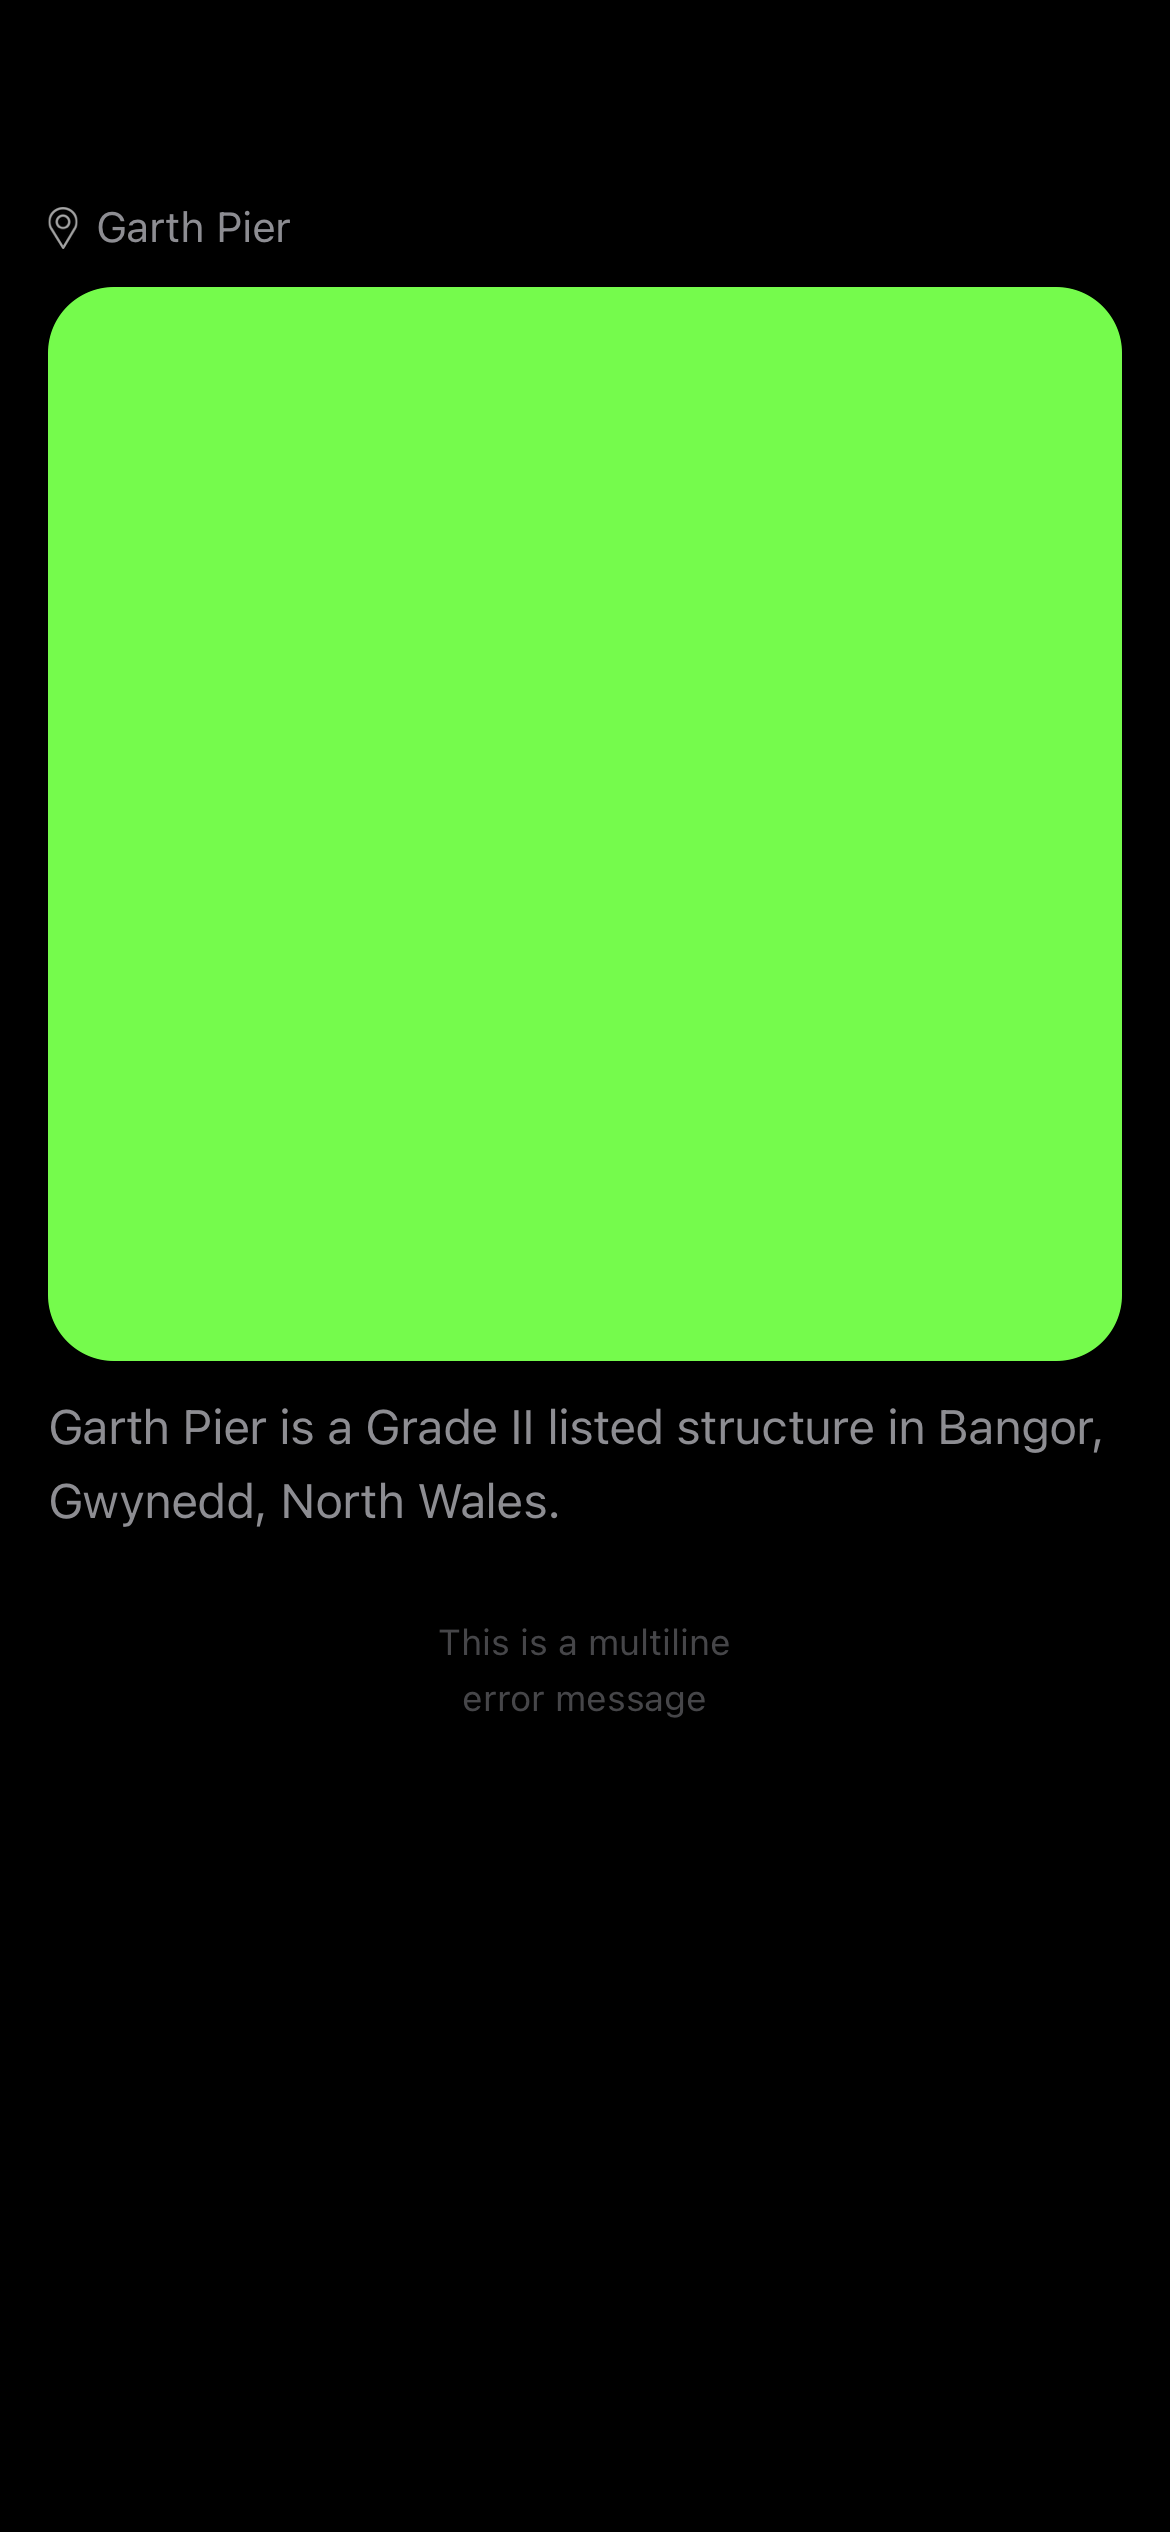 Garth Pier
Garth Pier is a Grade II listed structure in Bangor,
Gwynedd, North Wales.
This is a multiline
error message